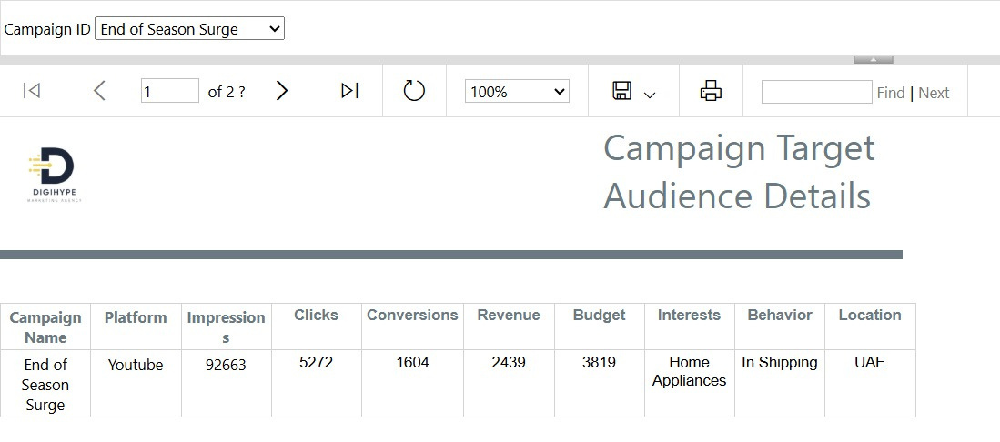 Campaign ID End of Season Surge
1 of 2 ? 100% Find | Next
DIGIHYPE
MARKETING AGENCY
Campaign Target
Audience Details
Campaign Name Platform Impressions Clicks Conversions Revenue Budget Interests Behavior Location
End of Season Surge Youtube 92663 5272 1604 2439 3819 Home Appliances In Shipping UAE